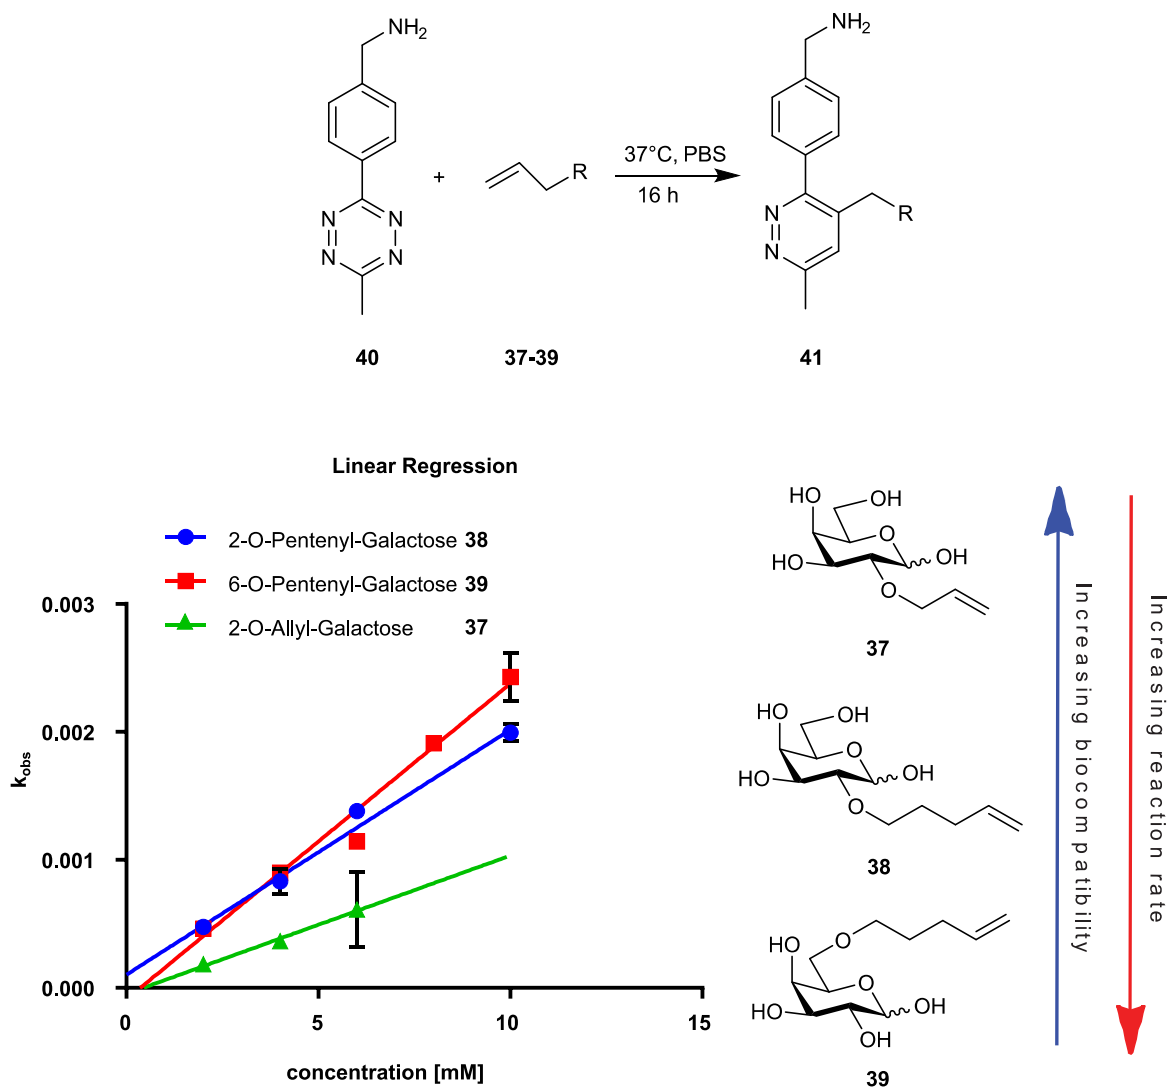 NH2
NH2
37°C, PBS
16 h
+
R
R
N
N
N
N
N
N
40
37-39
41
Linear Regression
2-O-Pentenyl-Galactose 38
6-O-Pentenyl-Galactose 39
2-O-Allyl-Galactose 37
0.003
0.002
0.001
0.000
kobs
0
5
10
15
concentration [mM]
HO
OH
O
HO
OH
O
37
HO
OH
O
HO
OH
O
38
O
HO
O
HO
OH
OH
39
Increasing biocompatibility
Increasing reaction rate